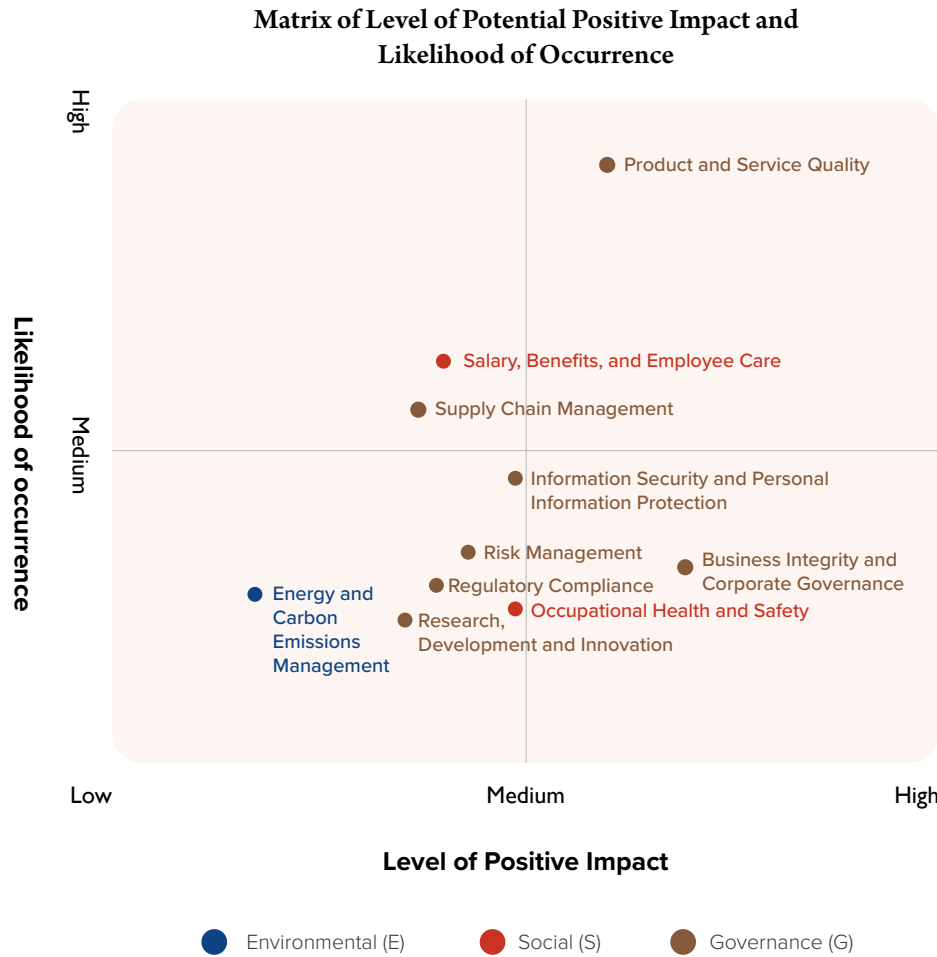 Matrix of Level of Potential Positive Impact and
Likelihood of Occurrence
High
Product and Service Quality
Likelihood of occurrence
Salary, Benefits, and Employee Care
Supply Chain Management
Medium
Information Security and Personal
Information Protection
Risk Management
Business Integrity and
Corporate Governance
Regulatory Compliance
Energy and
Carbon
Emissions
Management
Occupational Health and Safety
Research,
Development and Innovation
Low
Medium
High
Level of Positive Impact
Environmental (E)
Social (S)
Governance (G)